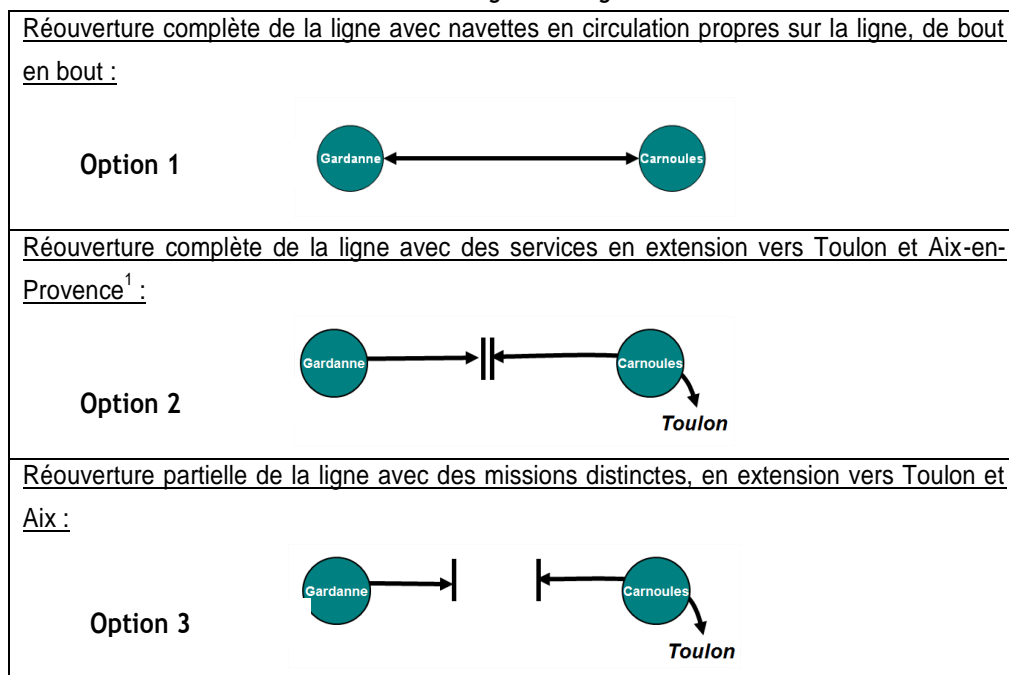 Réouverture complète de la ligne avec navettes en circulation propres sur la ligne, de bout
en bout :
Option 1
Gardanne
Carnoules
Réouverture complète de la ligne avec des services en extension vers Toulon et Aix-en-
Provence1 :
Option 2
Gardanne
Carnoules
Toulon
Réouverture partielle de la ligne avec des missions distinctes, en extension vers Toulon et
Aix :
Option 3
Gardanne
Carnoules
Toulon